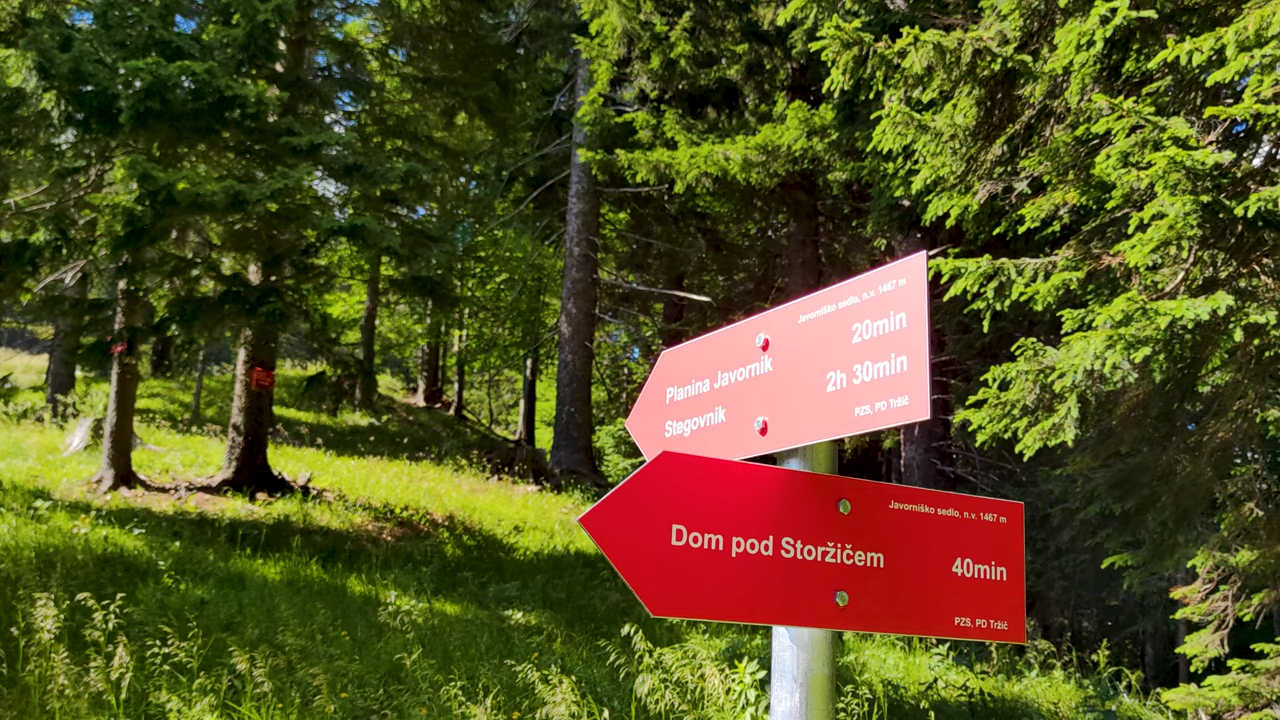 Javorniško sedlo, n.v. 1467 m
20min
Planina Javornik
2h 30min
Stegovnik
PZS, PD Tržič
Javorniško sedlo, n.v. 1467 m
Dom pod Storžičem
40min
PZS, PD Tržič